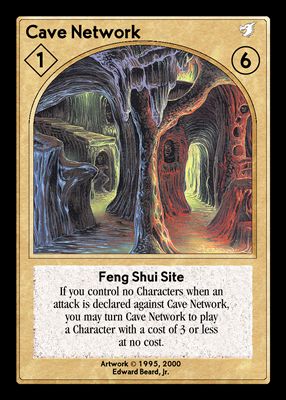 Cave Network
1
6
Feng Shui Site
If you control no Characters when an
attack is declared against Cave Network,
you may turn Cave Network to play
a Character with a cost of 3 or less
at no cost.
Artwork © 1995, 2000
Edward Beard, Jr.